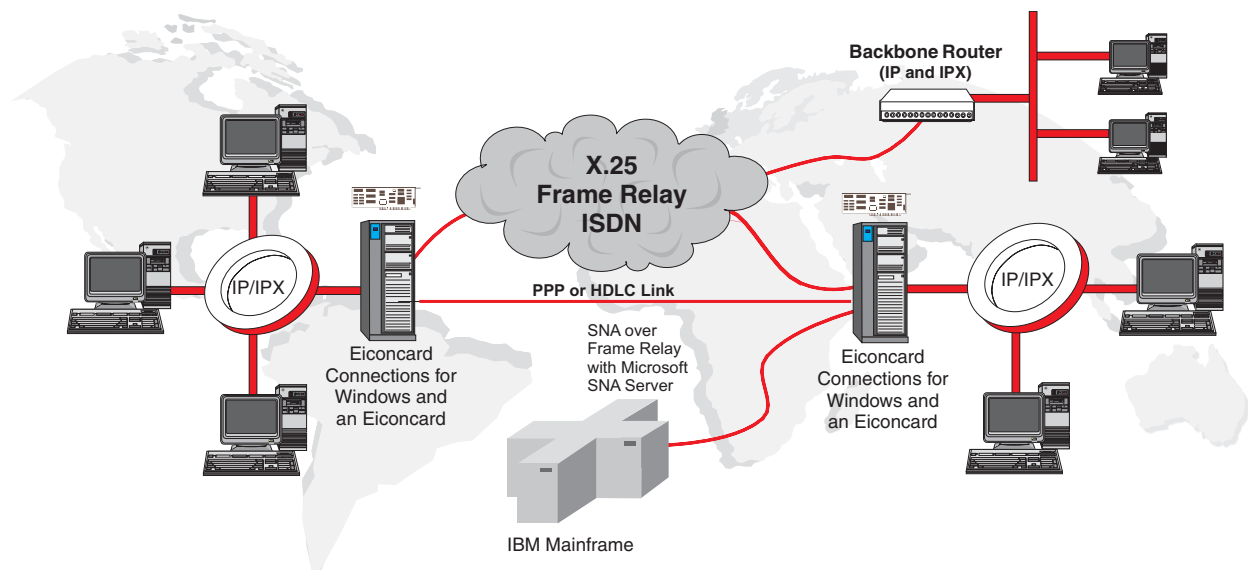 Backbone Router
(IP and IPX)
X.25
Frame Relay
ISDN
IP/IPX
IP/IPX
PPP or HDLC Link
SNA over
Frame Relay
with Microsoft
SNA Server
Eiconcard
Connections for
Windows and
an Eiconcard
Eiconcard
Connections for
Windows and
an Eiconcard
IBM Mainframe